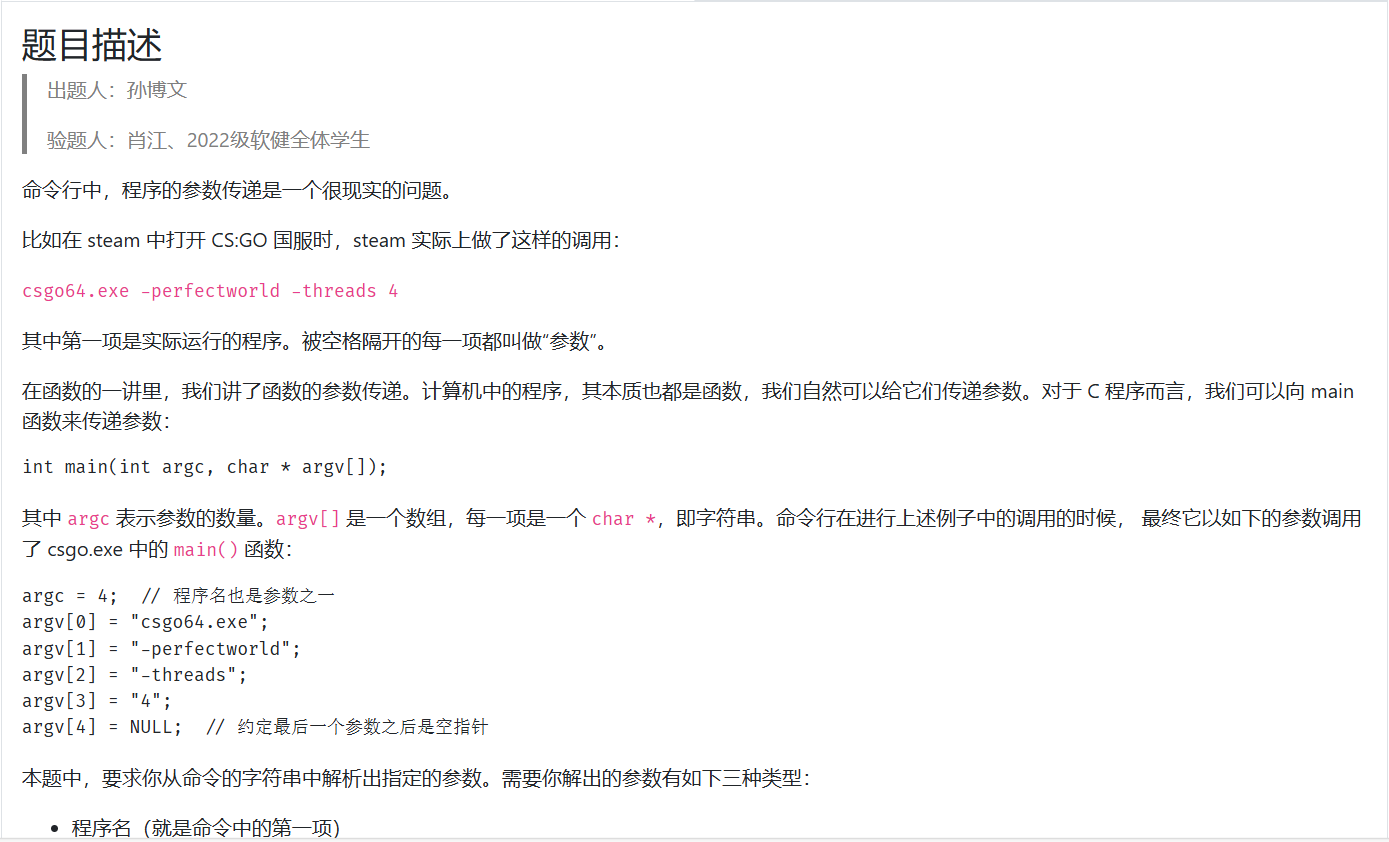 题目描述
出题人：孙博文
验题人：肖江、2022级软健全体学生
命令行中，程序的参数传递是一个很现实的问题。
比如在 steam 中打开 CS:GO 国服时，steam 实际上做了这样的调用：
csgo64.exe -perfectworld -threads 4
其中第一项是实际运行的程序。被空格隔开的每一项都叫做“参数”。
在函数的一讲里，我们讲了函数的参数传递。计算机中的程序，其本质也都是函数，我们自然可以给它们传递参数。对于 C 程序而言，我们可以向 main
函数来传递参数：
int main(int argc, char * argv[]);
其中 argc 表示参数的数量。argv[] 是一个数组，每一项是一个 char *，即字符串。命令行在进行上述例子中的调用的时候， 最终它以如下的参数调用
了 csgo.exe 中的 main() 函数：
argc = 4;  // 程序名也是参数之一
argv[0] = "csgo64.exe";
argv[1] = "-perfectworld";
argv[2] = "-threads";
argv[3] = "4";
argv[4] = NULL;  // 约定最后一个参数之后是空指针
本题中，要求你从命令的字符串中解析出指定的参数。需要你解出的参数有如下三种类型：
• 程序名（就是命令中的第一项）